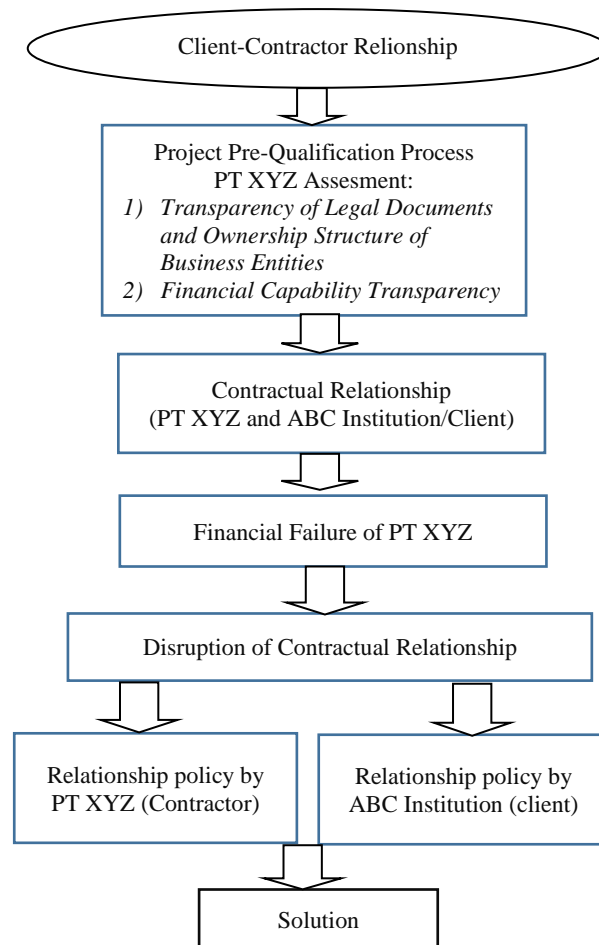 Client-Contractor Relionship
Project Pre-Qualification Process
PT XYZ Assesment:
1) Transparency of Legal Documents
and Ownership Structure of
Business Entities
2) Financial Capability Transparency
Contractual Relationship
(PT XYZ and ABC Institution/Client)
Financial Failure of PT XYZ
Disruption of Contractual Relationship
Relationship policy by
PT XYZ (Contractor)
Relationship policy by
ABC Institution (client)
Solution